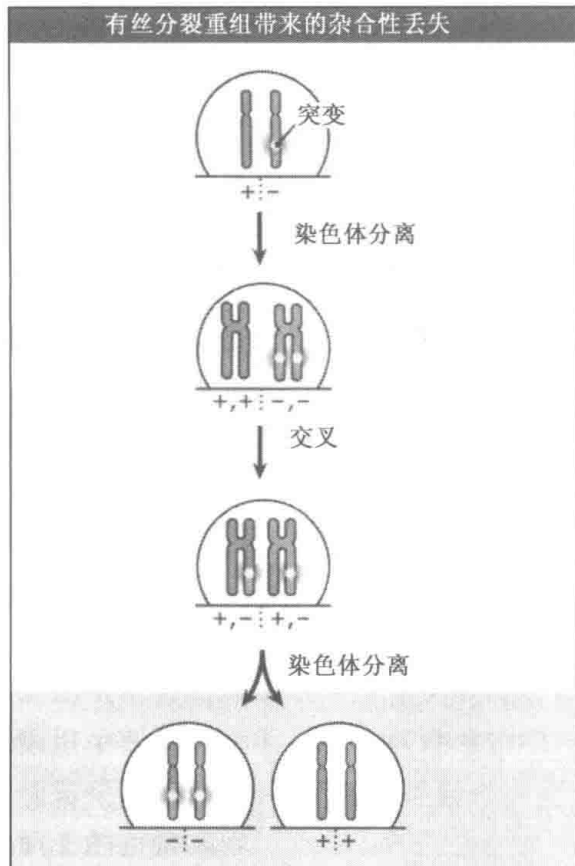 有丝分裂重组带来的杂合性丢失
突变
+ -
染色体分离
+,+ -,-
交叉
+,- +,-
染色体分离
- -
+ +